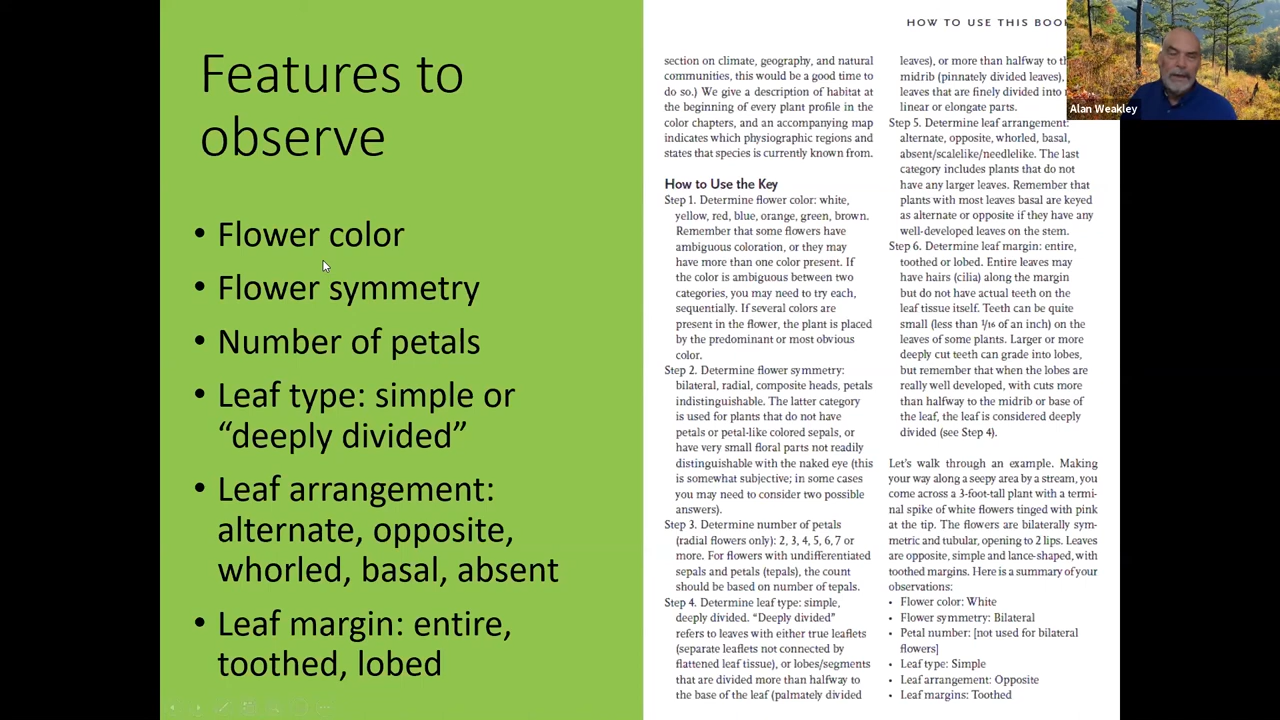 Features to
observe
• Flower color
• Flower symmetry
• Number of petals
• Leaf type: simple or
“deeply divided”
• Leaf arrangement:
alternate, opposite,
whorled, basal, absent
• Leaf margin: entire,
toothed, lobed
HOW TO USE THIS BOO
section on climate, geography, and natural
communities, this would be a good time to
do so.) We give a description of habitat at
the beginning of every plant profile in the
color chapters, and an accompanying map
indicates which physiographic regions and
states that species is currently known from.
How to Use the Key
Step 1. Determine flower color: white,
yellow, red, blue, orange, green, brown.
Remember that some flowers have
ambiguous coloration, or they may
have more than one color present. If
the color is ambiguous between two
categories, you may need to try each,
sequentially. If several colors are
present in the flower, the plant is placed
by the predominant or most obvious
color.
Step 2. Determine flower symmetry:
bilateral, radial, composite heads, petals
indistinguishable. The latter category
is used for plants that do not have
petals or petal-like colored sepals, or
have very small floral parts not readily
distinguishable with the naked eye (this
is somewhat subjective; in some cases
you may need to consider two possible
answers).
Step 3. Determine number of petals
(radial flowers only): 2, 3, 4, 5, 6, 7 or
more. For flowers with undifferentiated
sepals and petals (tepals), the count
should be based on number of tepals.
Step 4. Determine leaf type: simple,
deeply divided. “Deeply divided”
refers to leaves with either true leaflets
(separate leaflets not connected by
flattened leaf tissue), or lobes/segments
that are divided more than halfway to
the base of the leaf (palmately divided
leaves), or more than halfway to
midrib (pinnately divided leaves),
leaves that are finely divided into
linear or elongate parts.
Step 5. Determine leaf arrangement:
alternate, opposite, whorled, basal,
absent/scalelike/needlelike. The last
category includes plants that do not
have any larger leaves. Remember that
plants with most leaves basal are keyed
as alternate or opposite if they have any
well-developed leaves on the stem.
Step 6. Determine leaf margin: entire,
toothed or lobed. Entire leaves may
have hairs (cilia) along the margin
but do not have actual teeth on the
leaf tissue itself. Teeth can be quite
small (less than 1/16 of an inch) on the
leaves of some plants. Larger or more
deeply cut teeth can grade into lobes,
but remember that when the lobes are
really well developed, with cuts more
than halfway to the midrib or base of
the leaf, the leaf is considered deeply
divided (see Step 4).
Let’s walk through an example. Making
your way along a seepy area by a stream, you
come across a 3-foot-tall plant with a termi-
nal spike of white flowers tinged with pink
at the tip. The flowers are bilaterally sym-
metric and tubular, opening to 2 lips. Leaves
are opposite, simple and lance-shaped, with
toothed margins. Here is a summary of your
observations:
• Flower color: White
• Flower symmetry: Bilateral
• Petal number: [not used for bilateral
flowers]
• Leaf type: Simple
• Leaf arrangement: Opposite
• Leaf margins: Toothed
Alan Weakley